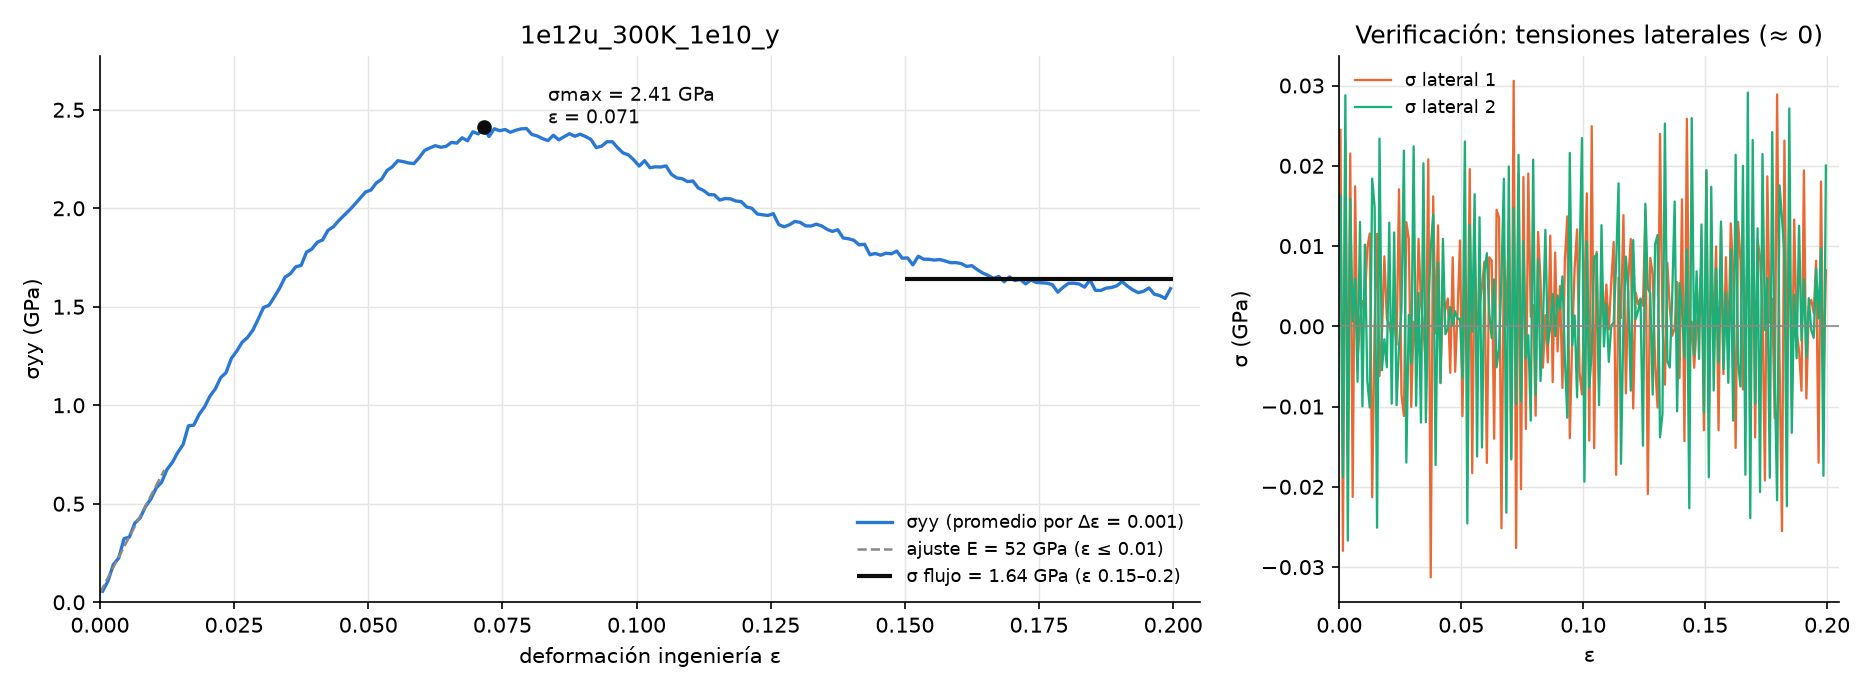 1e12u_300K_1e10_y
σmax = 2.41 GPa
ε = 0.071
σyy (GPa)
2.5
2.0
1.5
1.0
0.5
0.0
σyy (promedio por Δε = 0.001)
ajuste E = 52 GPa (ε ≤ 0.01)
σ flujo = 1.64 GPa (ε 0.15–0.2)
0.000 0.025 0.050 0.075 0.100 0.125 0.150 0.175 0.200
deformación ingeniería ε
Verificación: tensiones laterales (≈ 0)
σ lateral 1
σ lateral 2
σ (GPa)
0.03
0.02
0.01
0.00
−0.01
−0.02
−0.03
0.00 0.05 0.10 0.15 0.20
ε